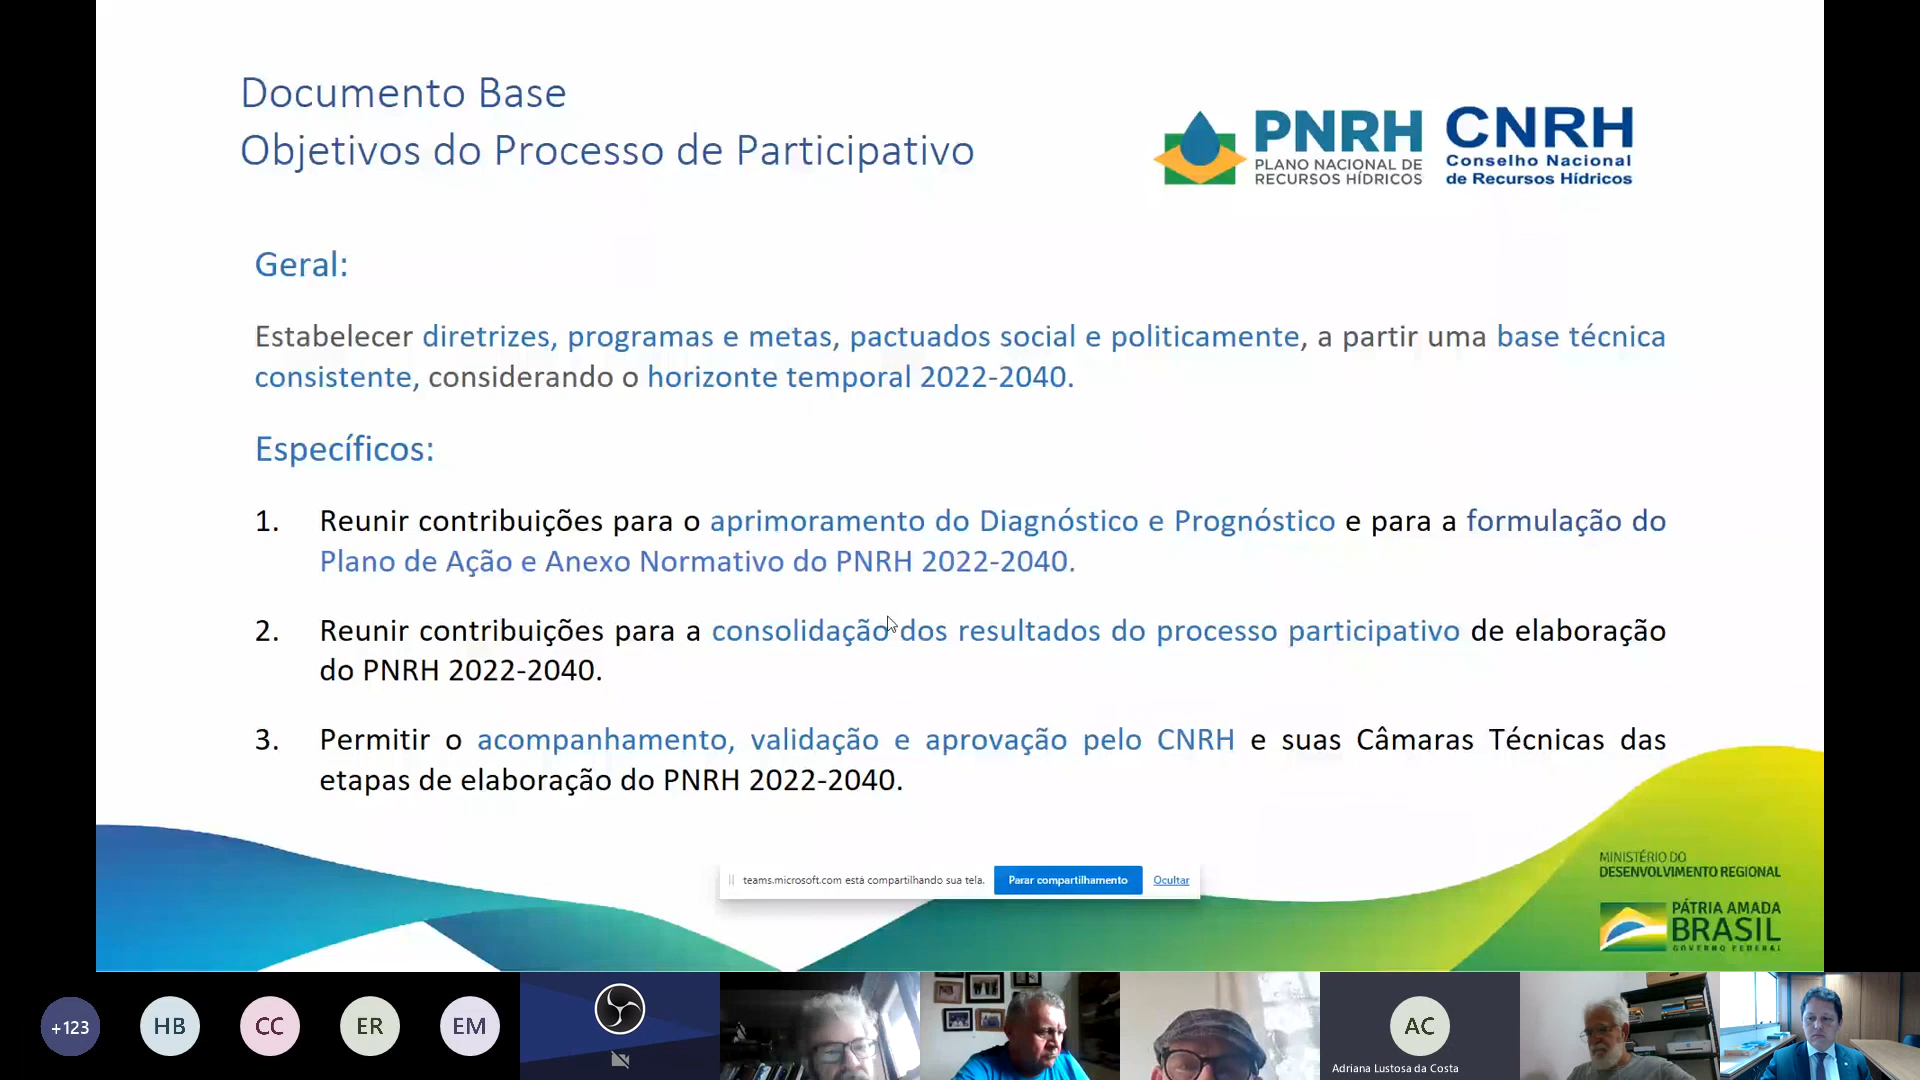 Documento Base
Objetivos do Processo de Participativo
PNRH
PLANO NACIONAL DE
RECURSOS HÍDRICOS
CNRH
Conselho Nacional
de Recursos Hídricos
Geral:
Estabelecer diretrizes, programas e metas, pactuados social e politicamente, a partir uma base técnica
consistente, considerando o horizonte temporal 2022-2040.
Específicos:
1. Reunir contribuições para o aprimoramento do Diagnóstico e Prognóstico e para a formulação do
Plano de Ação e Anexo Normativo do PNRH 2022-2040.
2. Reunir contribuições para a consolidação dos resultados do processo participativo de elaboração
do PNRH 2022-2040.
3. Permitir o acompanhamento, validação e aprovação pelo CNRH e suas Câmaras Técnicas das
etapas de elaboração do PNRH 2022-2040.
teams.microsoft.com está compartilhando sua tela. Parar compartilhamento Ocultar
MINISTÉRIO DO
DESENVOLVIMENTO REGIONAL
PÁTRIA AMADA
BRASIL
GOVERNO FEDERAL
+123 HB CC ER EM AC
Adriana Lustosa da Costa